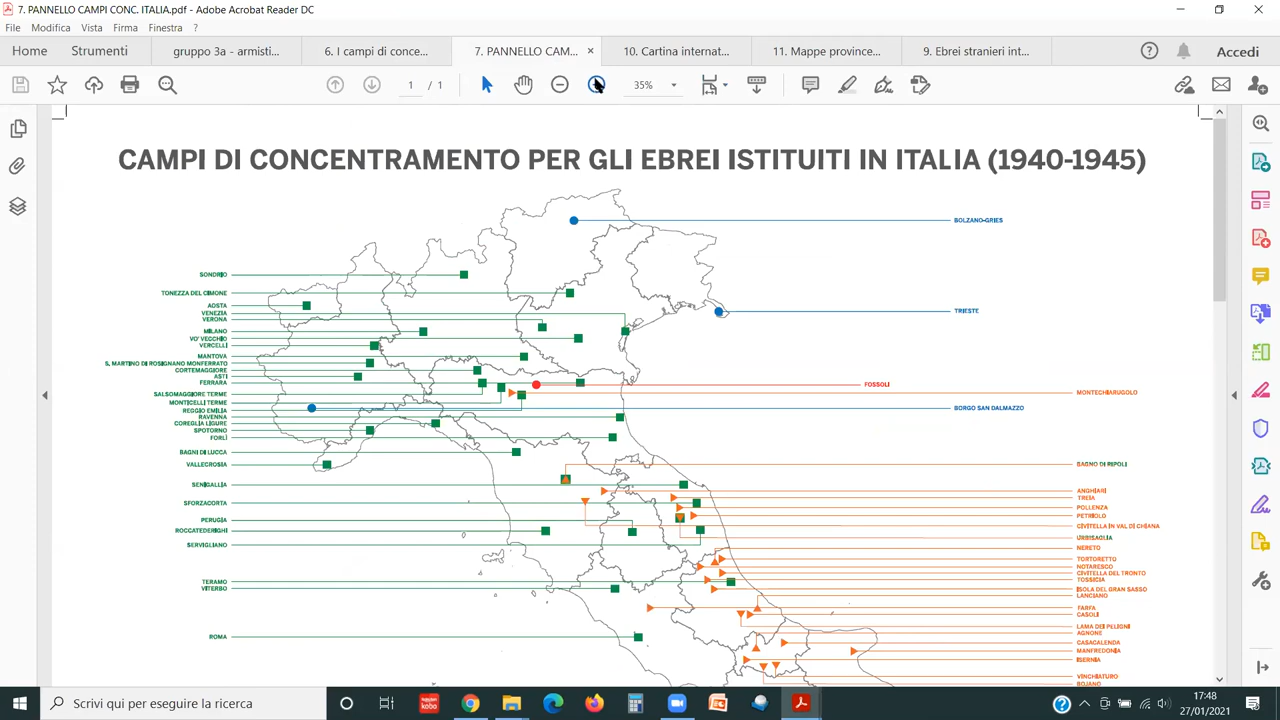 7. PANNELLO CAMPI CONC. ITALIA.pdf - Adobe Acrobat Reader DC
File Modifica Vista Firma Finestra ?
Home Strumenti gruppo 3a - armisti... 6. I campi di conce... 7. PANNELLO CAM... × 10. Cartina internat... 11. Mappe province... 9. Ebrei stranieri int... Accedi
1 / 1 35%
CAMPI DI CONCENTRAMENTO PER GLI EBREI ISTITUITI IN ITALIA (1940-1945)
BOLZANO-GRIES
SONDRIO
TONEZZA DEL CIMONE
AOSTA
VENEZIA
TRIESTE
VERONA
MILANO
VO' VECCHIO
VERCELLI
MANTOVA
S. MARTINO DI ROSIGNANO MONFERRATO
CORTEMAGGIORE
ASTI
FERRARA
FOSSOLI
SALSOMAGGIORE TERME
MONTECHIARUGOLO
MONTICELLI TERME
REGGIO EMILIA
BORGO SAN DALMAZZO
RAVENNA
COREGLIA LIGURE
SPOTORNO
FORLÌ
BAGNI DI LUCCA
VALLECROSIA
BAGNO DI RIPOLI
SENIGALLIA
ANGHIARI
TREIA
SFORZACOSTA
POLLENZA
PETRIOLO
PERUGIA
CIVITELLA IN VAL DI CHIANA
ROCCATEDERIGHI
URBISAGLIA
SERVIGLIANO
NERETO
TORTORETO
NOTARESCO
CIVITELLA DEL TRONTO
TOSSICIA
TERAMO
VITERBO
ISOLA DEL GRAN SASSO
LANCIANO
FARFA
CASOLI
LAMA DEI PELIGNI
AGNONE
ROMA
CASACALENDA
MANFREDONIA
ISERNIA
VINCHIATURO
BOJANO
Scrivi qui per eseguire la ricerca
17:48
27/01/2021